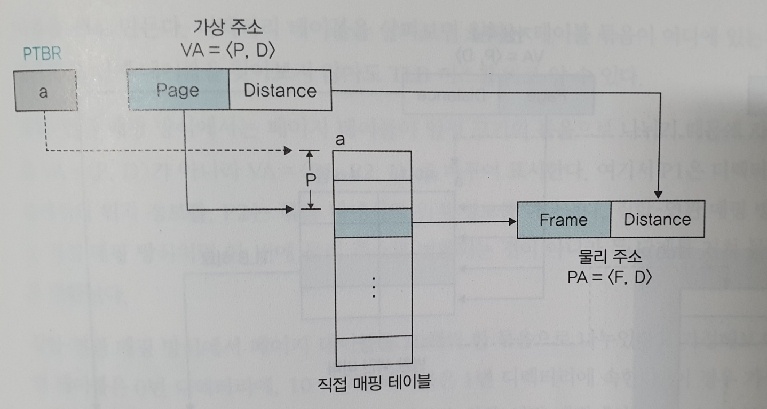 가상 주소
PTBR
VA = ⟨P, D⟩
a
Page
Distance
a
P
Frame
Distance
물리 주소
PA = ⟨F, D⟩
⋮
직접 매핑 테이블